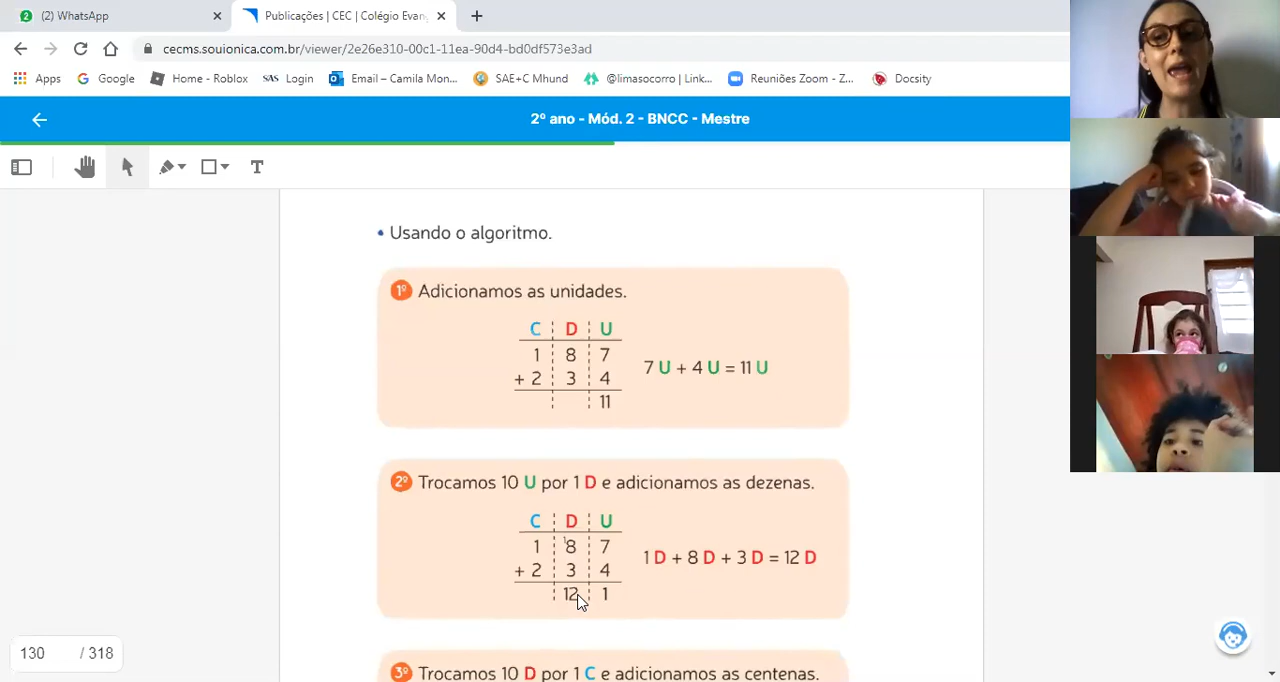 2 (2) WhatsApp
Publicações | CEC | Colégio Evan
cecms.souionica.com.br/viewer/2e26e310-00c1-11ea-90d4-bd0df573e3ad
Apps Google Home - Roblox SAS Login Email – Camila Mon... SAE+C Mhund @limasocorro | Link... Reuniões Zoom - Z... Docsity
2º ano - Mód. 2 - BNCC - Mestre
T
• Usando o algoritmo.
1º Adicionamos as unidades.
C D U
1 8 7
+ 2 3 4
11
7 U + 4 U = 11 U
2º Trocamos 10 U por 1 D e adicionamos as dezenas.
C D U
1 ¹8 7
+ 2 3 4
12 1
1 D + 8 D + 3 D = 12 D
3º Trocamos 10 D por 1 C e adicionamos as centenas.
130 / 318